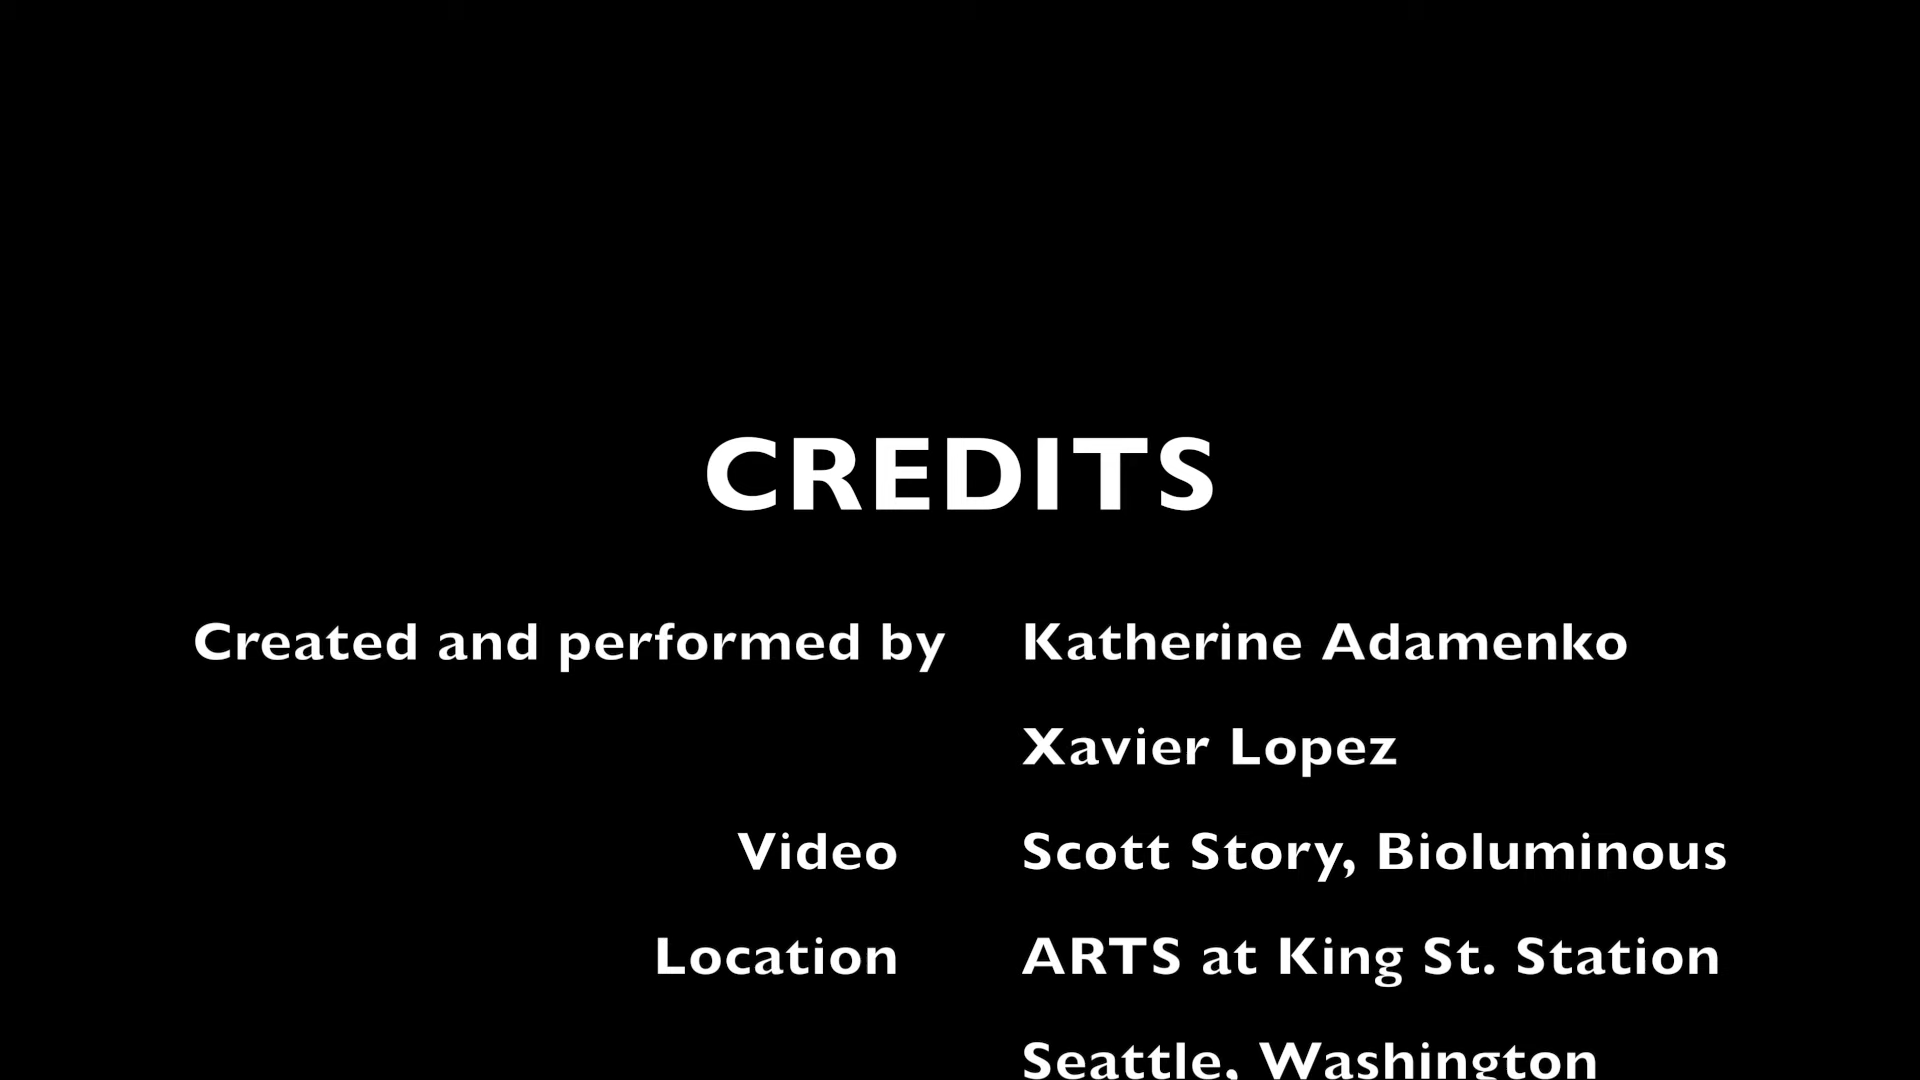 CREDITS
Created and performed by Katherine Adamenko
Xavier Lopez
Video Scott Story, Bioluminous
Location ARTS at King St. Station
Seattle, Washington